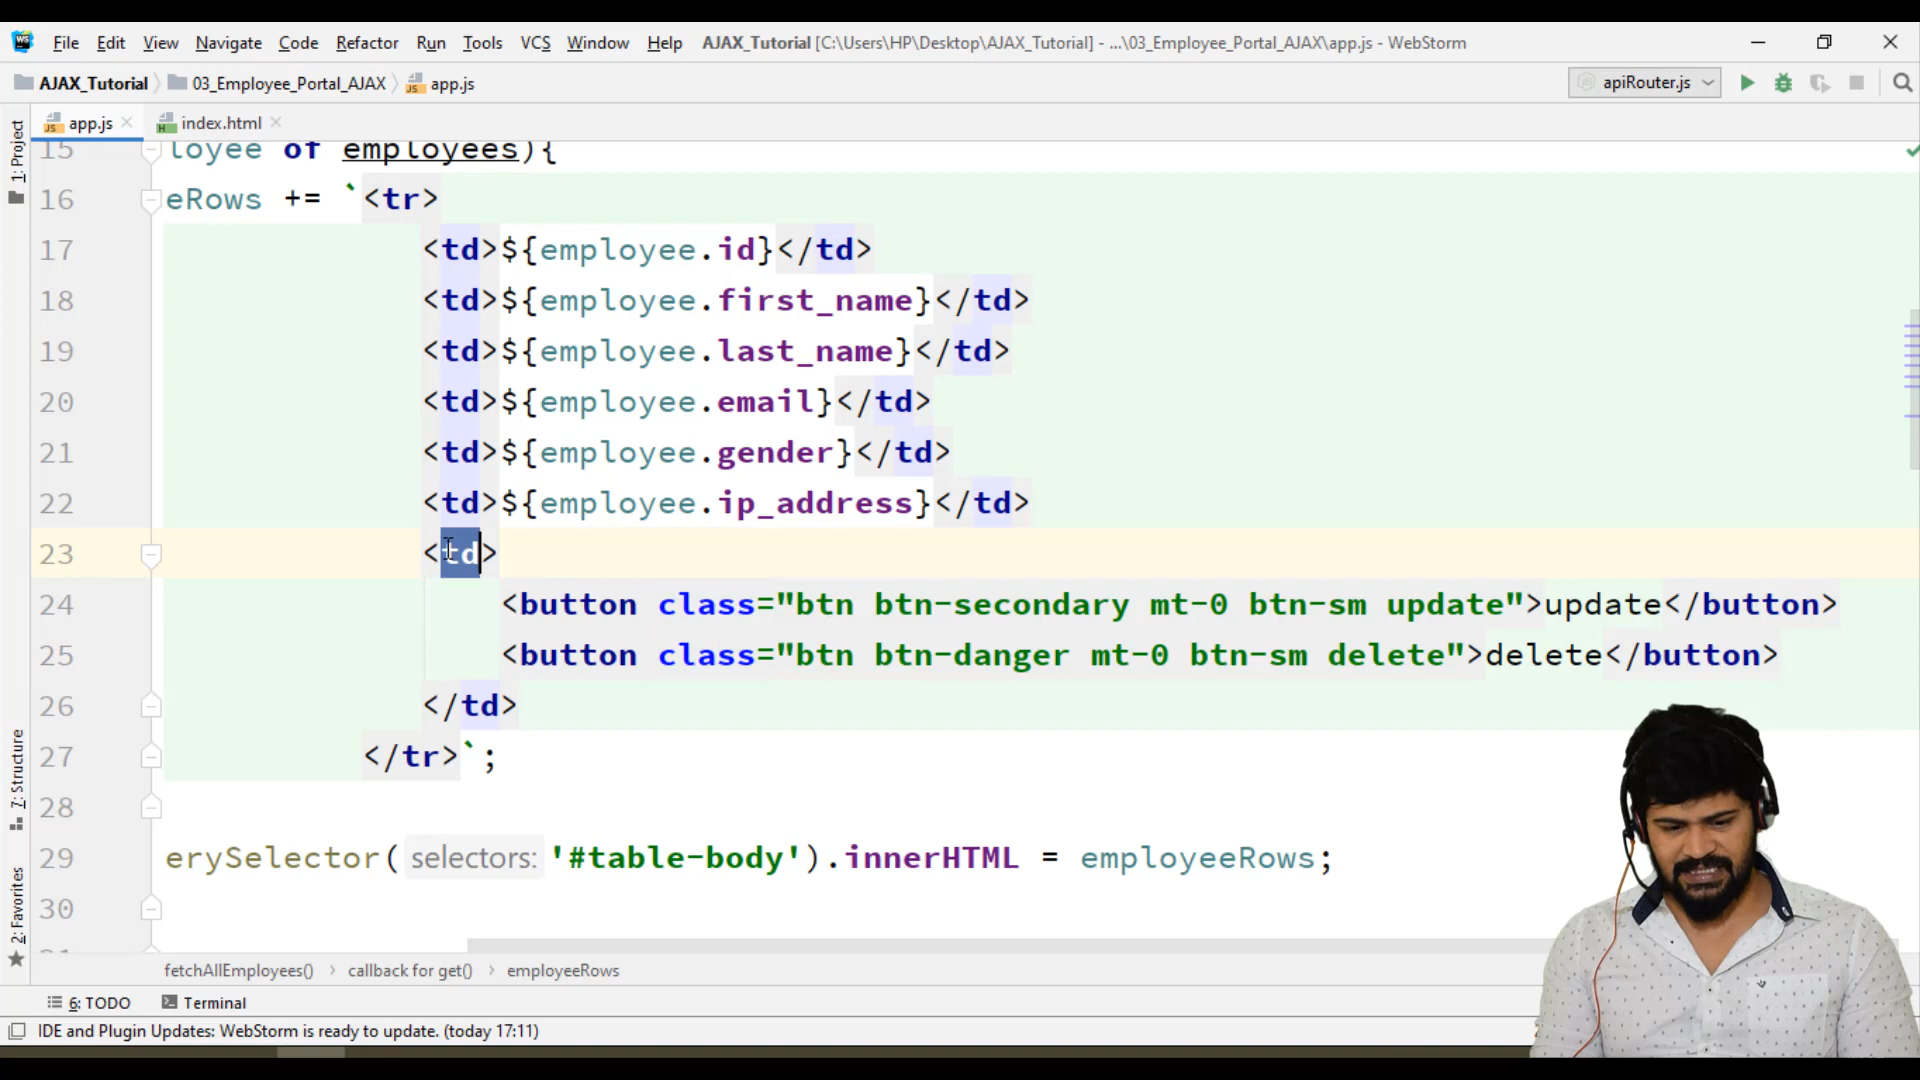 WS File Edit View Navigate Code Refactor Run Tools VCS Window Help AJAX_Tutorial [C:\Users\HP\Desktop\AJAX_Tutorial] - ...\03_Employee_Portal_AJAX\app.js - WebStorm
AJAX_Tutorial 03_Employee_Portal_AJAX JS app.js apiRouter.js
JS app.js H index.html
1: Project
7: Structure
2: Favorites
15 loyee of employees){
16 eRows += `<tr>
17 <td>${employee.id}</td>
18 <td>${employee.first_name}</td>
19 <td>${employee.last_name}</td>
20 <td>${employee.email}</td>
21 <td>${employee.gender}</td>
22 <td>${employee.ip_address}</td>
23 <td>
24 <button class="btn btn-secondary mt-0 btn-sm update">update</button>
25 <button class="btn btn-danger mt-0 btn-sm delete">delete</button>
26 </td>
27 </tr>`;
28
29 erySelector( selectors: '#table-body').innerHTML = employeeRows;
30
fetchAllEmployees() callback for get() employeeRows
6: TODO Terminal
IDE and Plugin Updates: WebStorm is ready to update. (today 17:11)